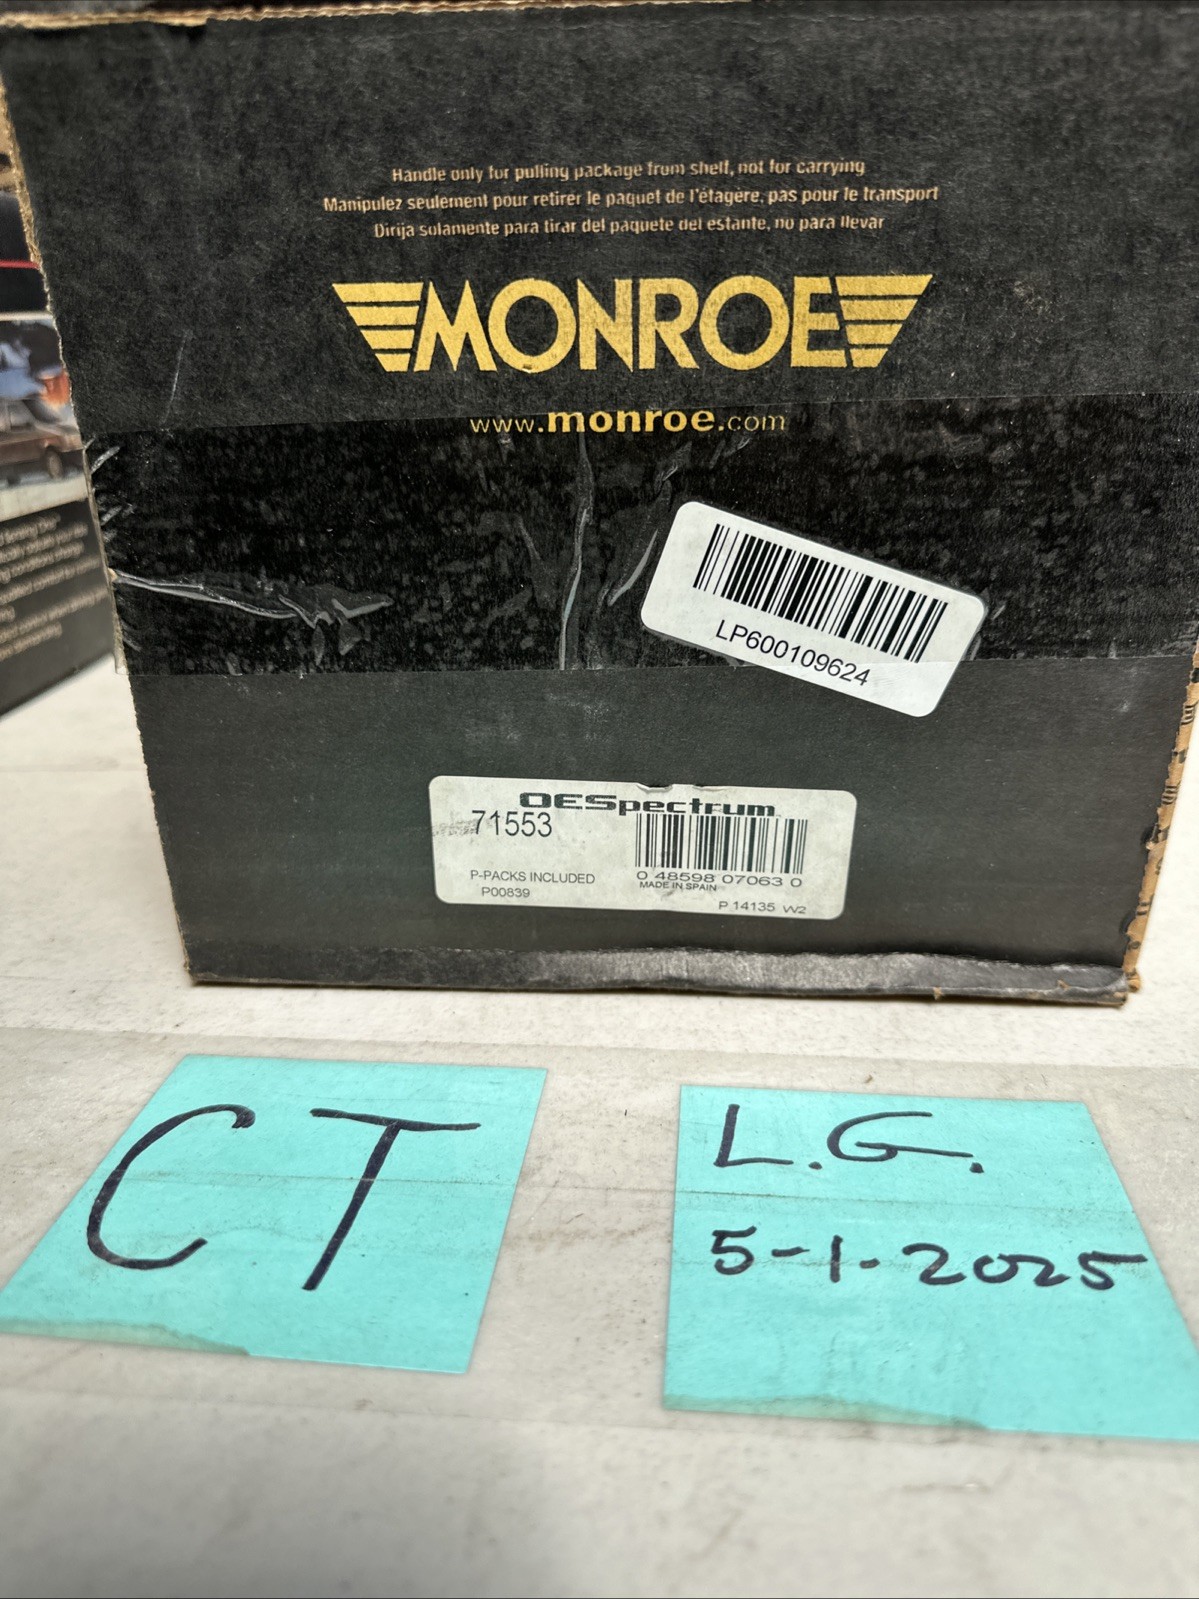 Handle only for pulling package from shelf, not for carrying
Manipulez seulement pour retirer le paquet de l'étagère, pas pour le transport
Dirija solamente para tirar del paquete del estante, no para llevar
MONROE
www.monroe.com
LP600109624
OESpectrum
71553
0 48598 07063 0
P-PACKS INCLUDED
MADE IN SPAIN
P00839
P 14135 W2
CT
L.G.
5-1-2025